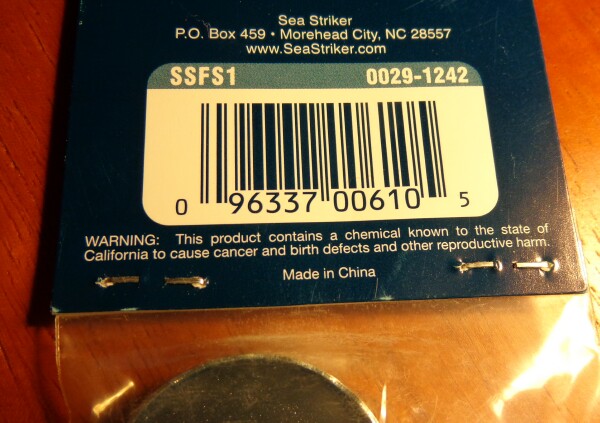 Sea Striker
P.O. Box 459 • Morehead City, NC 28557
www.SeaStriker.com
SSFS1 0029-1242
0 96337 00610 5
WARNING: This product contains a chemical known to the state of
California to cause cancer and birth defects and other reproductive harm.
Made in China